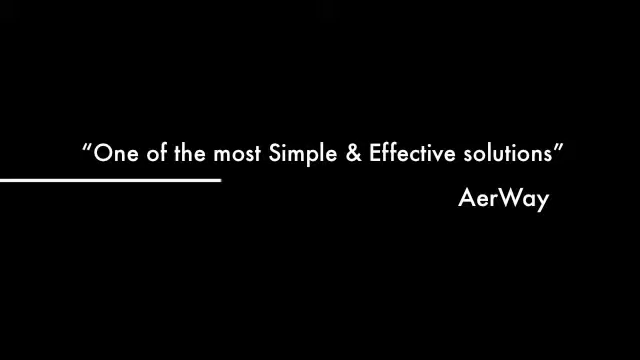 “One of the most Simple & Effective solutions”
AerWay